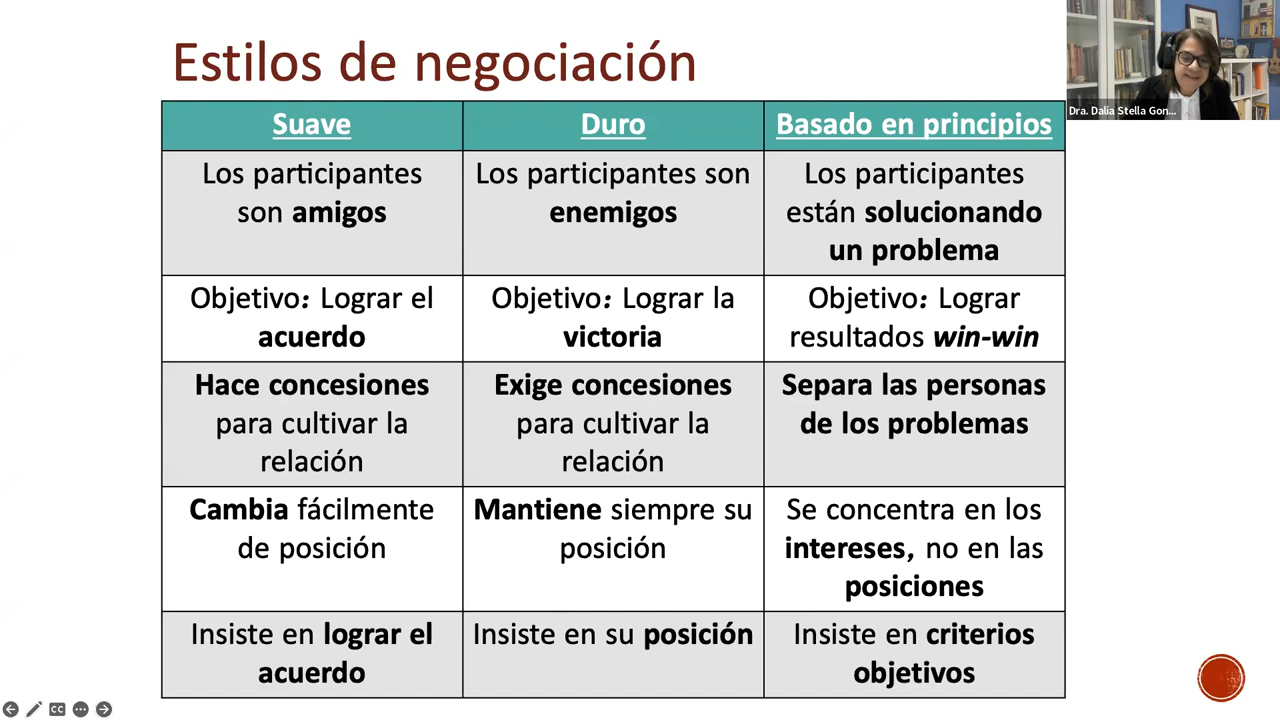 Estilos de negociación
Dra. Dalia Stella Gon...
Suave
Duro
Basado en principios
Los participantes
son amigos
Los participantes son
enemigos
Los participantes
están solucionando
un problema
Objetivo: Lograr el
acuerdo
Objetivo: Lograr la
victoria
Objetivo: Lograr
resultados win-win
Hace concesiones
para cultivar la
relación
Exige concesiones
para cultivar la
relación
Separa las personas
de los problemas
Cambia fácilmente
de posición
Mantiene siempre su
posición
Se concentra en los
intereses, no en las
posiciones
Insiste en lograr el
acuerdo
Insiste en su posición
Insiste en criterios
objetivos
CC